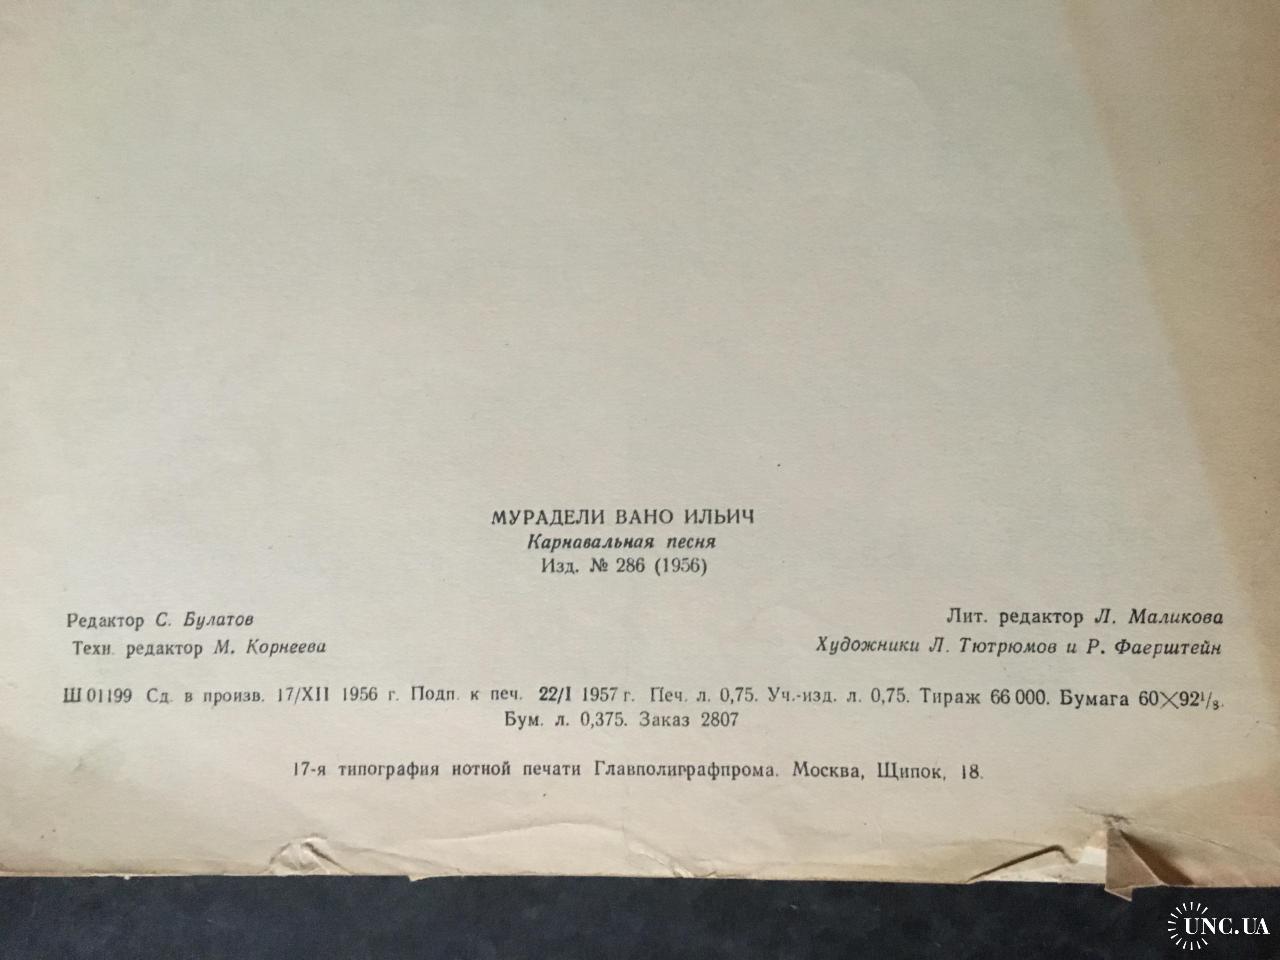 МУРАДЕЛИ ВАНО ИЛЬИЧ
Карнавальная песня
Изд. № 286 (1956)
Редактор С. Булатов
Техн. редактор М. Корнеева
Лит. редактор Л. Маликова
Художники Л. Тютрюмов и Р. Фаерштейн
Ш 01199 Сд. в произв. 17/XII 1956 г. Подп. к печ. 22/I 1957 г. Печ. л. 0,75. Уч.-изд. л. 0,75. Тираж 66 000. Бумага 60×92¹/₈.
Бум. л. 0,375. Заказ 2807
17-я типография нотной печати Главполиграфпрома. Москва, Щипок, 18.
UNC.UA